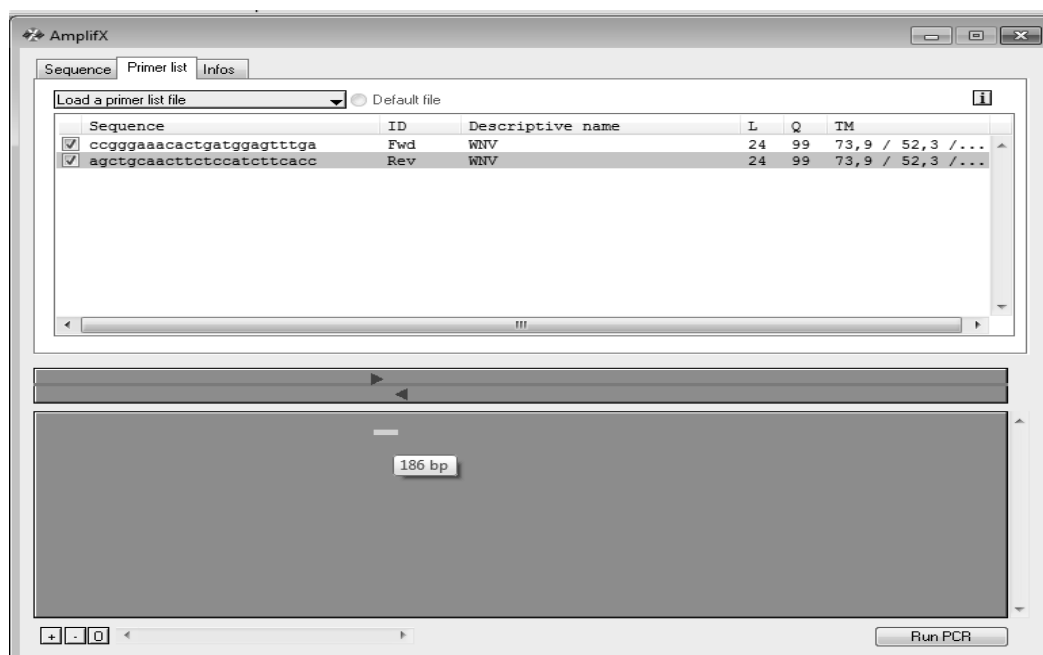 AmplifX
Sequence Primer list Infos
Load a primer list file Default file i
Sequence ID Descriptive name L Q TM
ccgggaaacactgatggagtttga Fwd WNV 24 99 73,9 / 52,3 /...
agctgcaacttctccatcttcacc Rev WNV 24 99 73,9 / 52,3 /...
186 bp
+ - 0 Run PCR